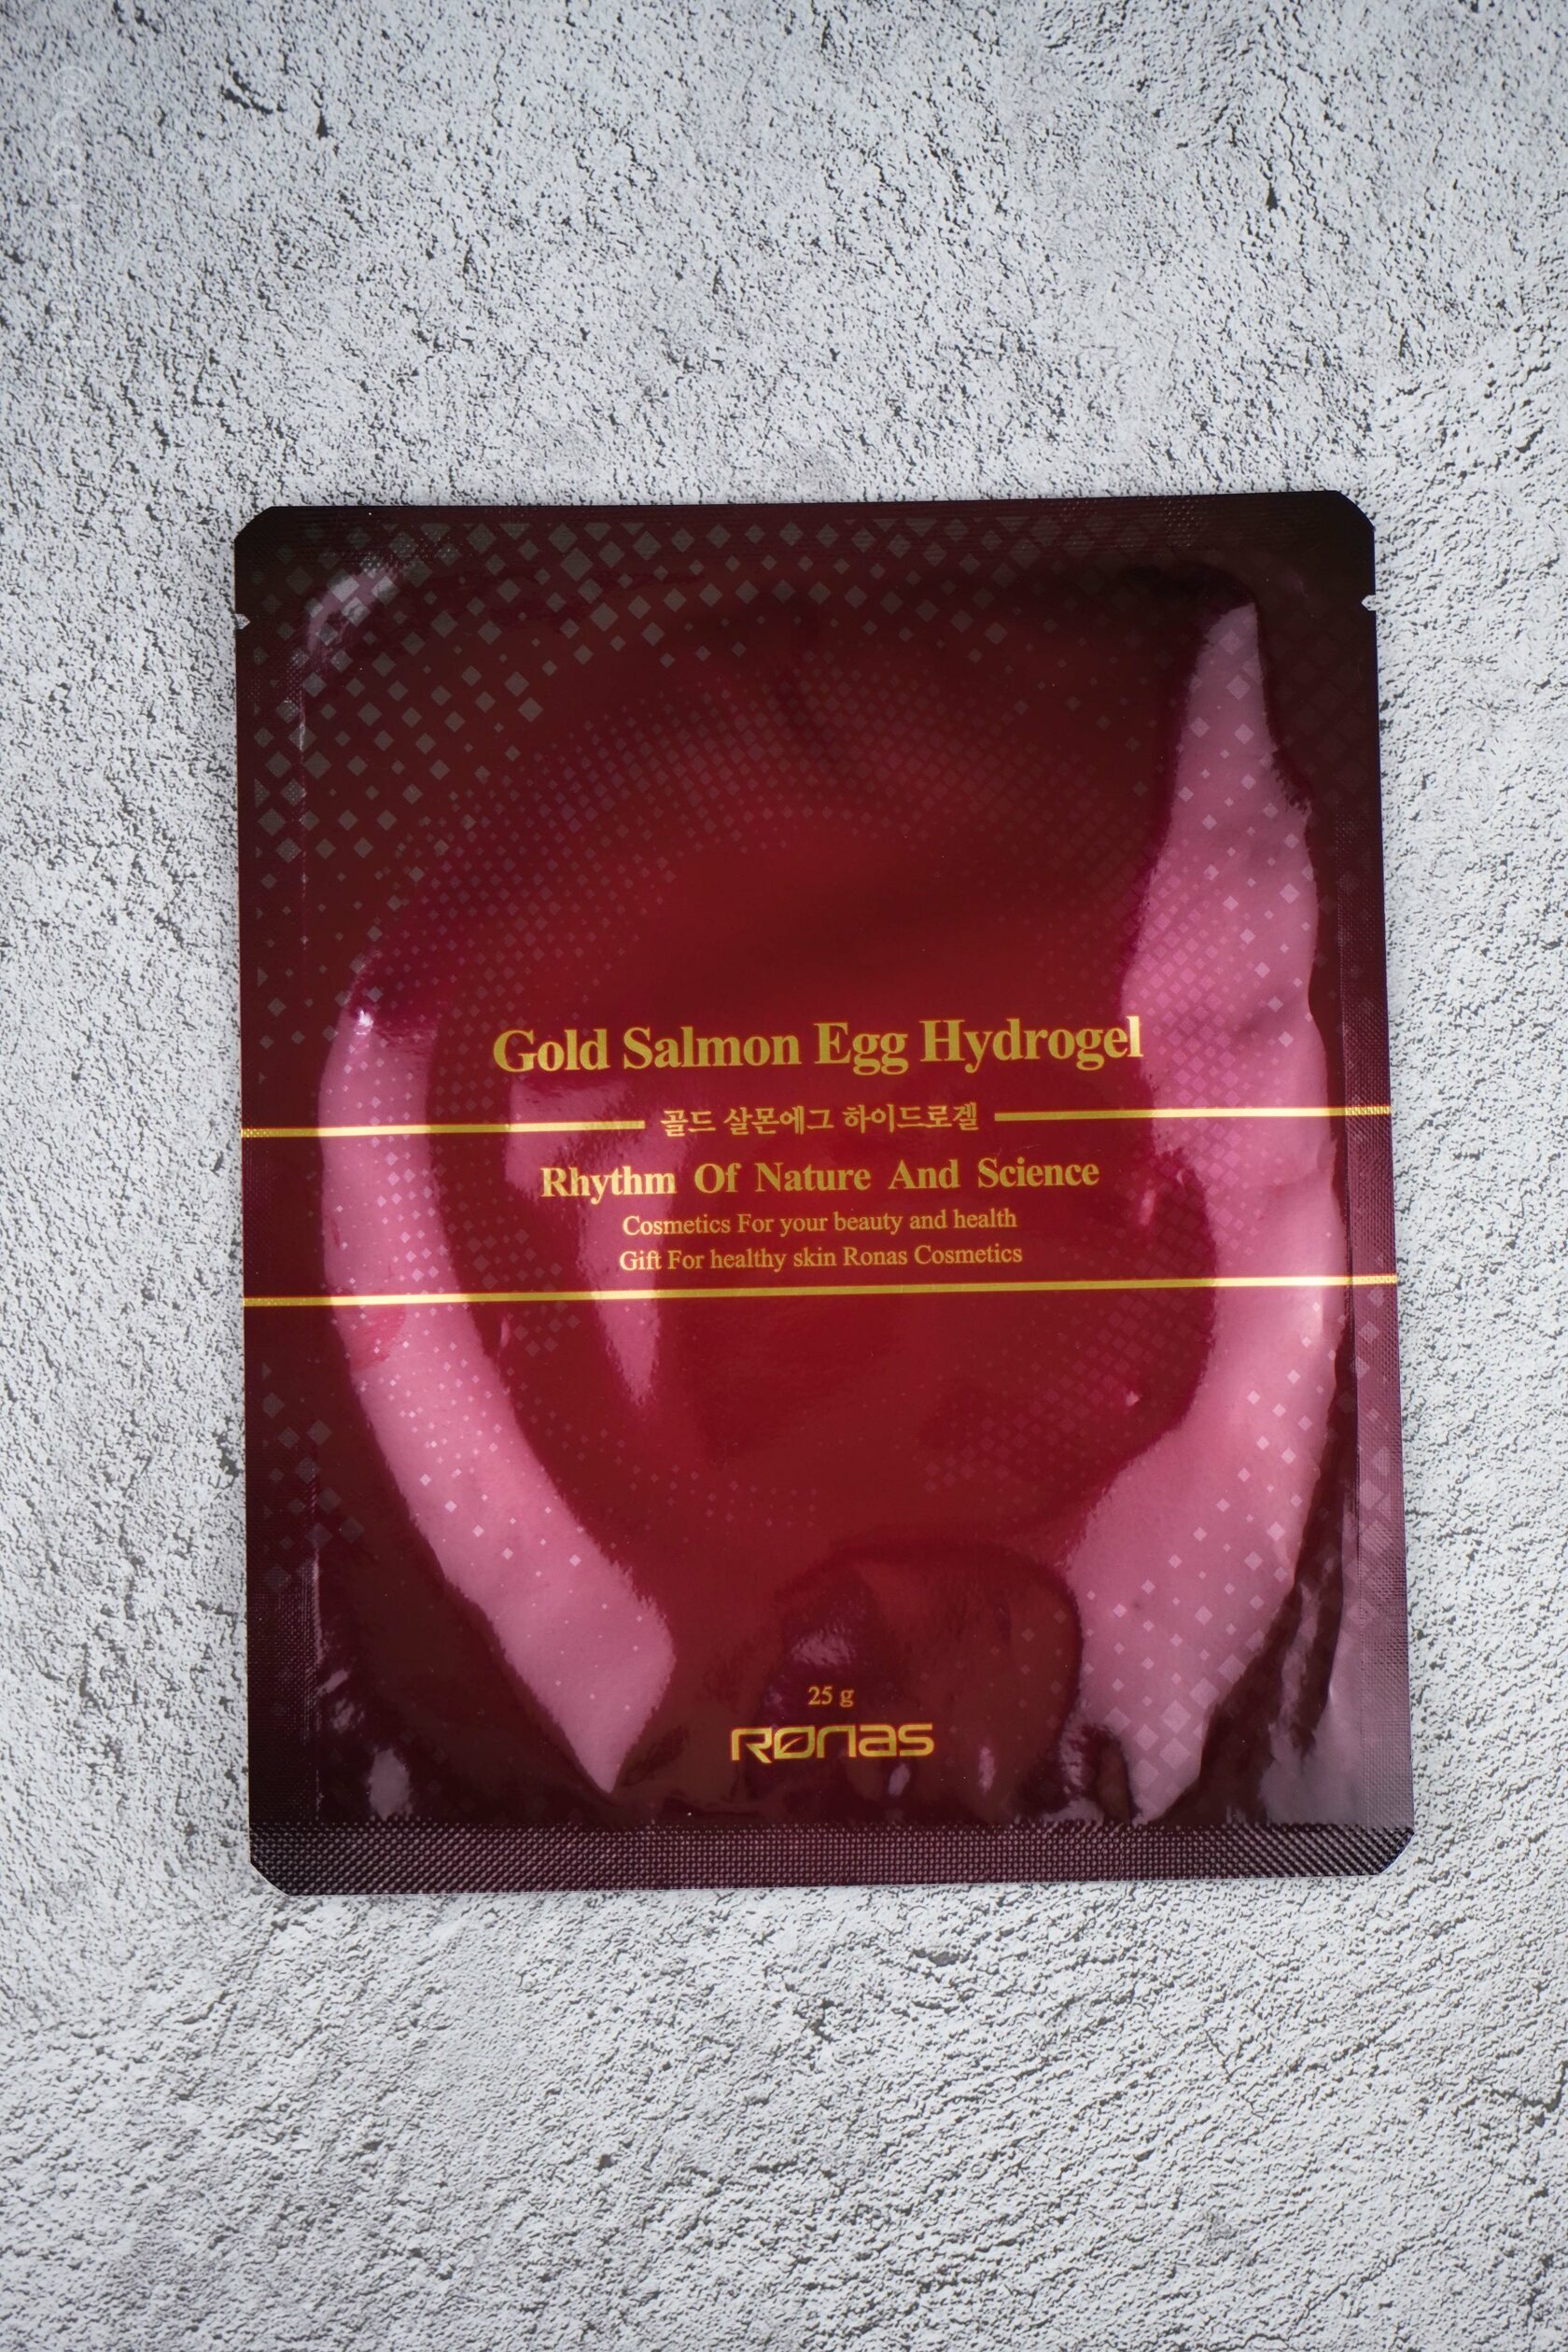 Gold Salmon Egg Hydrogel
골드 살몬에그 하이드로겔
Rhythm Of Nature And Science
Cosmetics For your beauty and health
Gift For healthy skin Ronas Cosmetics
25 g
Ronas